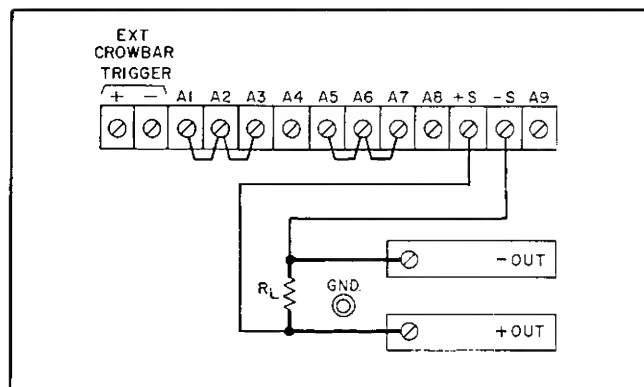 EXT
CROWBAR
TRIGGER
+ − A1 A2 A3 A4 A5 A6 A7 A8 +S −S A9
−OUT
RL GND.
+OUT